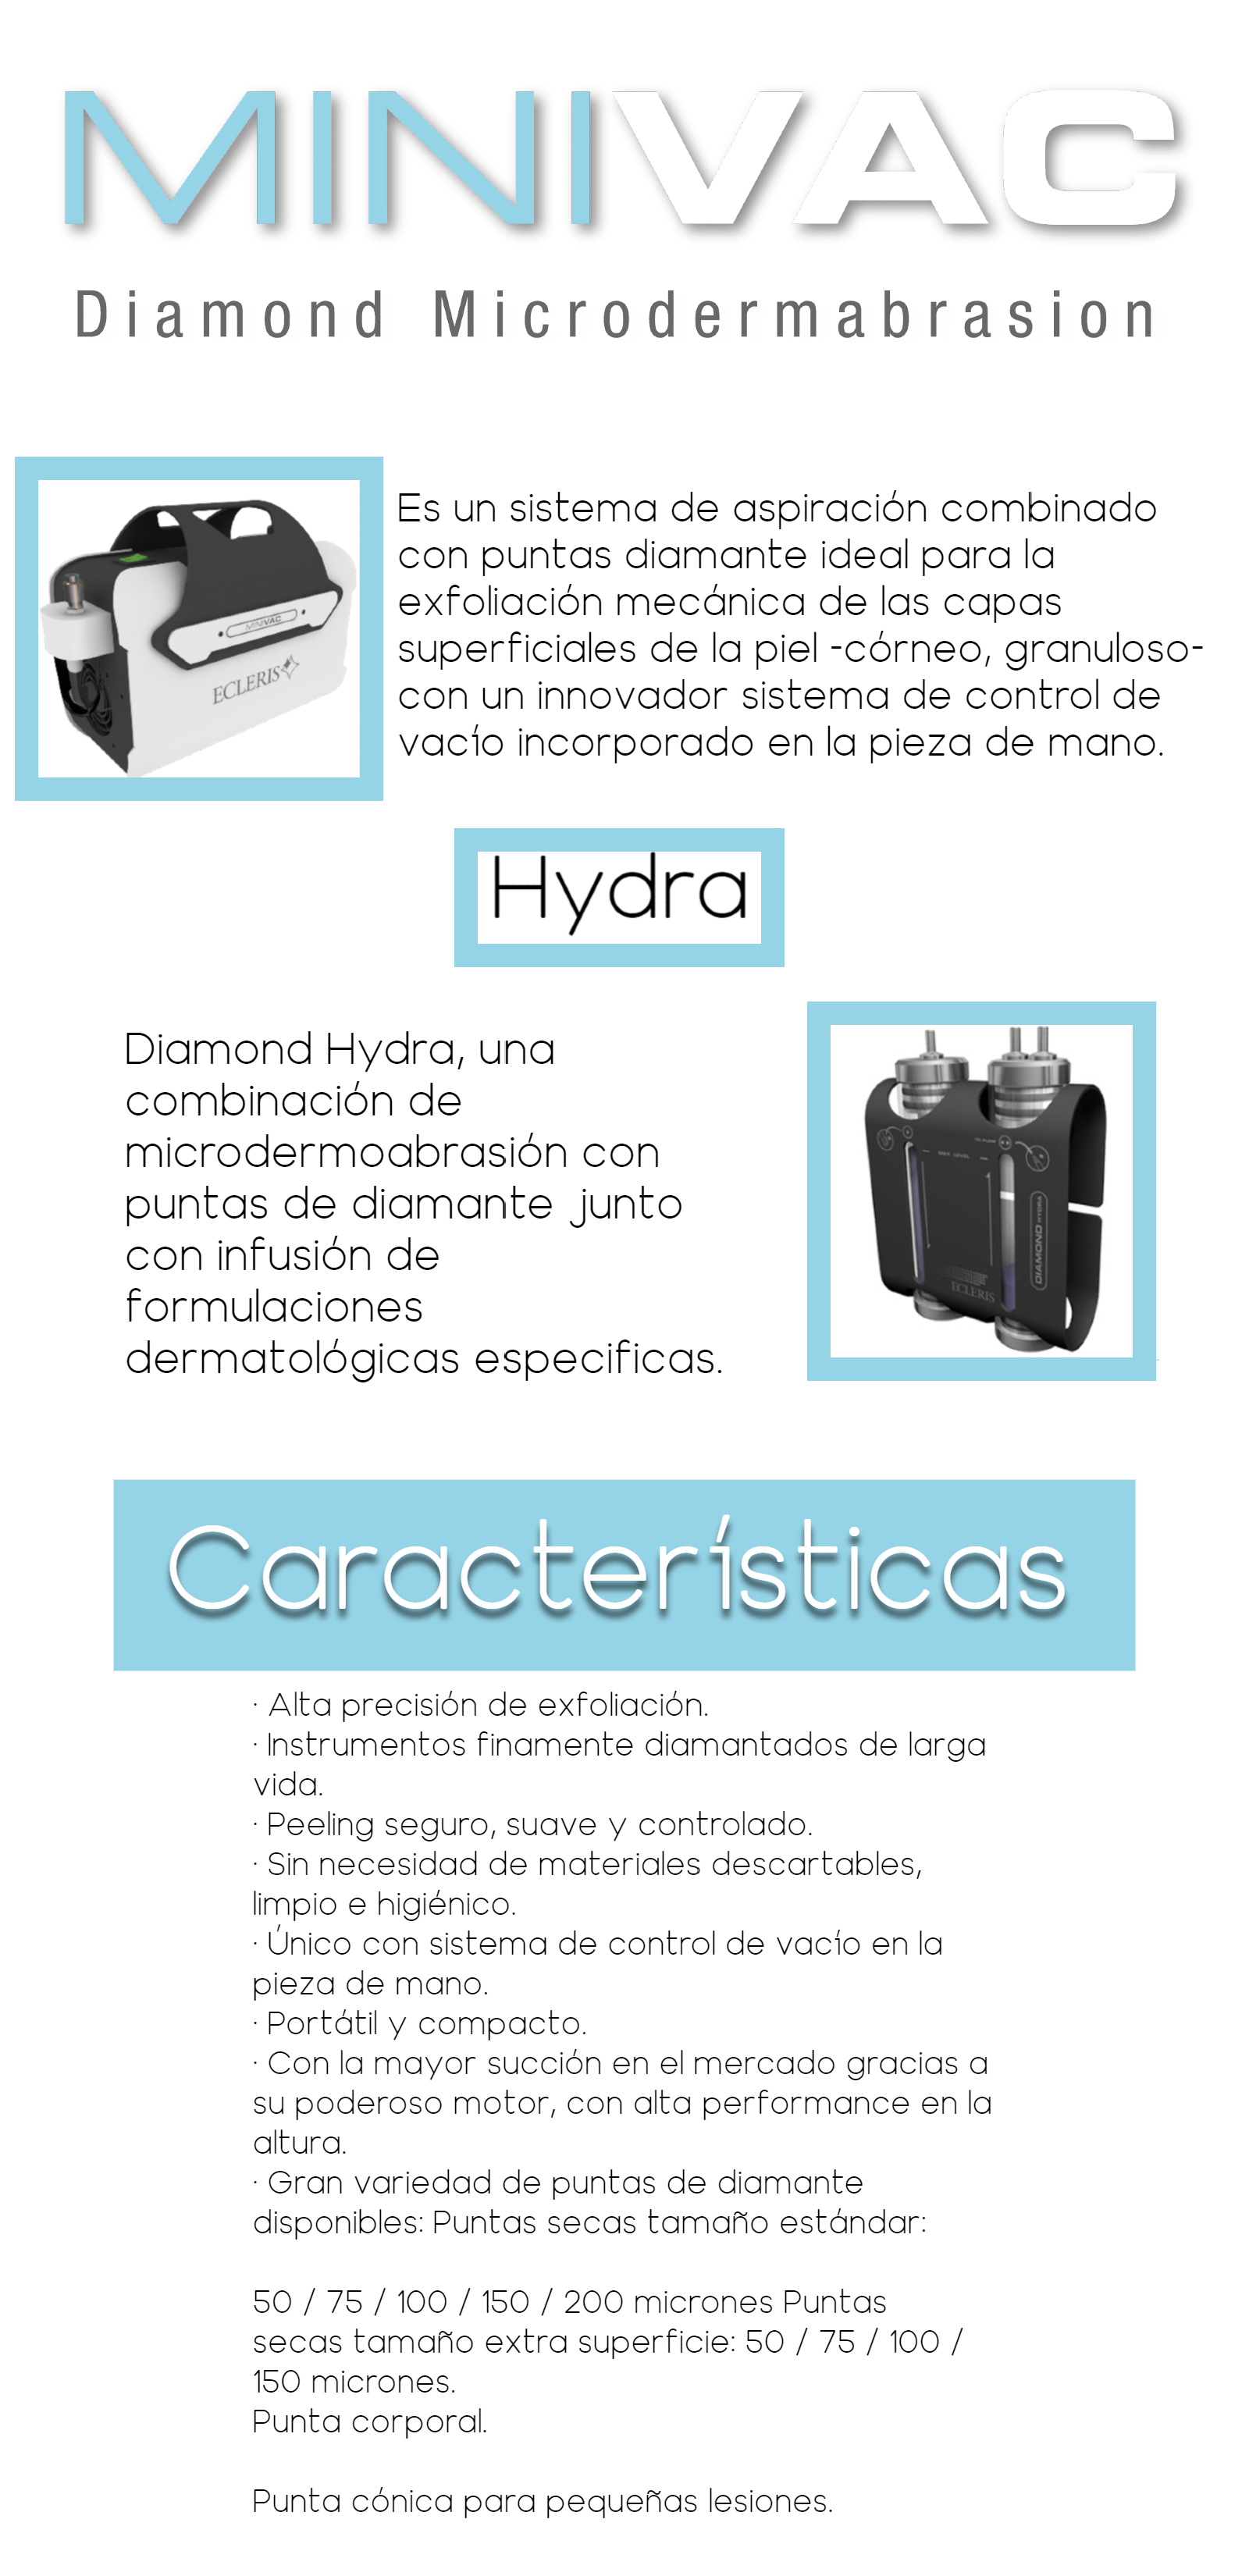 MINIVAC
Diamond Microdermabrasion
MINIVAC
ECLERIS
Es un sistema de aspiración combinado
con puntas diamante ideal para la
exfoliación mecánica de las capas
superficiales de la piel -córneo, granuloso-
con un innovador sistema de control de
vacío incorporado en la pieza de mano.
Hydra
Diamond Hydra, una
combinación de
microdermoabrasión con
puntas de diamante junto
con infusión de
formulaciones
dermatológicas especificas.
MAX LEVEL
DIAMOND HYDRA
ECLERIS
Características
· Alta precisión de exfoliación.
· Instrumentos finamente diamantados de larga
vida.
· Peeling seguro, suave y controlado.
· Sin necesidad de materiales descartables,
limpio e higiénico.
· Único con sistema de control de vacío en la
pieza de mano.
· Portátil y compacto.
· Con la mayor succión en el mercado gracias a
su poderoso motor, con alta performance en la
altura.
· Gran variedad de puntas de diamante
disponibles: Puntas secas tamaño estándar:
50 / 75 / 100 / 150 / 200 micrones Puntas
secas tamaño extra superficie: 50 / 75 / 100 /
150 micrones.
Punta corporal.
Punta cónica para pequeñas lesiones.